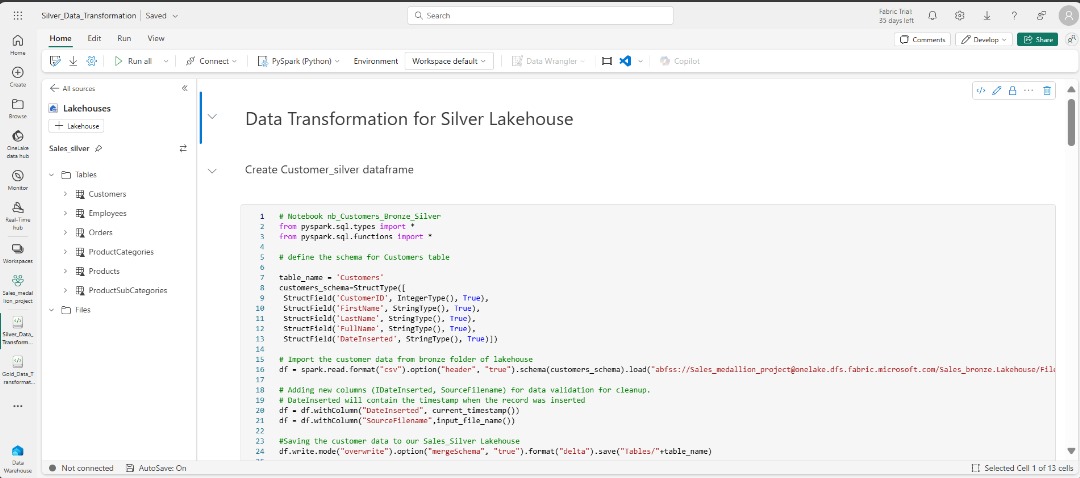 Silver_Data_Transformation | Saved
Search
Fabric Trial:
35 days left
Home Edit Run View
Comments Develop Share
Run all Connect PySpark (Python) Environment Workspace default Data Wrangler Copilot
Home
Create
Browse
OneLake
data hub
Monitor
Real-Time
hub
Workspaces
Sales_medal
lion_project
Silver_Data_
Transform...
Gold_Data_T
ransformat...
...
Data
Warehouse
All sources
Lakehouses
+ Lakehouse
Sales_silver
Tables
Customers
Employees
Orders
ProductCategories
Products
ProductSubCategories
Files
Data Transformation for Silver Lakehouse
Create Customer_silver dataframe
1 # Notebook nb_Customers_Bronze_Silver
2 from pyspark.sql.types import *
3 from pyspark.sql.functions import *
4
5 # define the schema for Customers table
6
7 table_name = 'Customers'
8 customers_schema=StructType([
9 StructField('CustomerID', IntegerType(), True),
10 StructField('FirstName', StringType(), True),
11 StructField('LastName', StringType(), True),
12 StructField('FullName', StringType(), True),
13 StructField('DateInserted', StringType(), True)])
14
15 # Import the customer data from bronze folder of lakehouse
16 df = spark.read.format("csv").option("header", "true").schema(customers_schema).load("abfss://Sales_medallion_project@onelake.dfs.fabric.microsoft.com/Sales_bronze.Lakehouse/File
17
18 # Adding new columns (IDateInserted, SourceFilename) for data validation for cleanup.
19 # DateInserted will contain the timestamp when the record was inserted
20 df = df.withColumn("DateInserted", current_timestamp())
21 df = df.withColumn("SourceFilename",input_file_name())
22
23 #Saving the customer data to our Sales_Silver Lakehouse
24 df.write.mode("overwrite").option("mergeSchema", "true").format("delta").save("Tables/"+table_name)
Not connected AutoSave: On
Selected Cell 1 of 13 cells